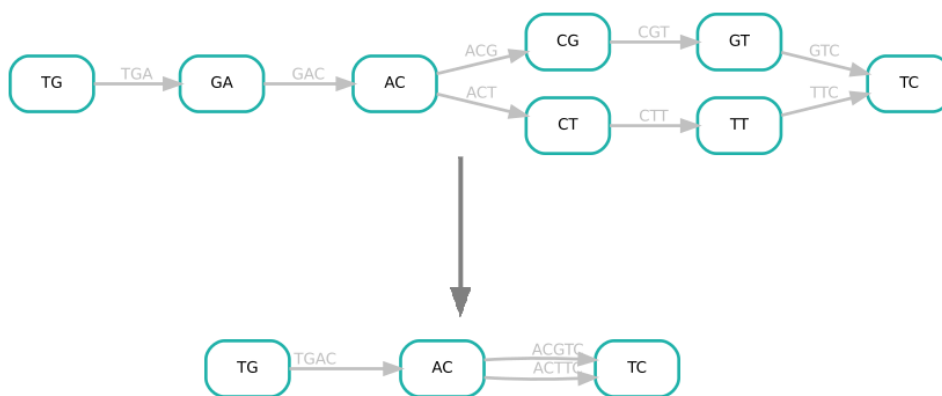 TG
TGA
GA
GAC
AC
ACG
CG
CGT
GT
GTC
TC
ACT
CT
CTT
TT
TTC
TG
TGAC
AC
ACGTC
ACTTC
TC